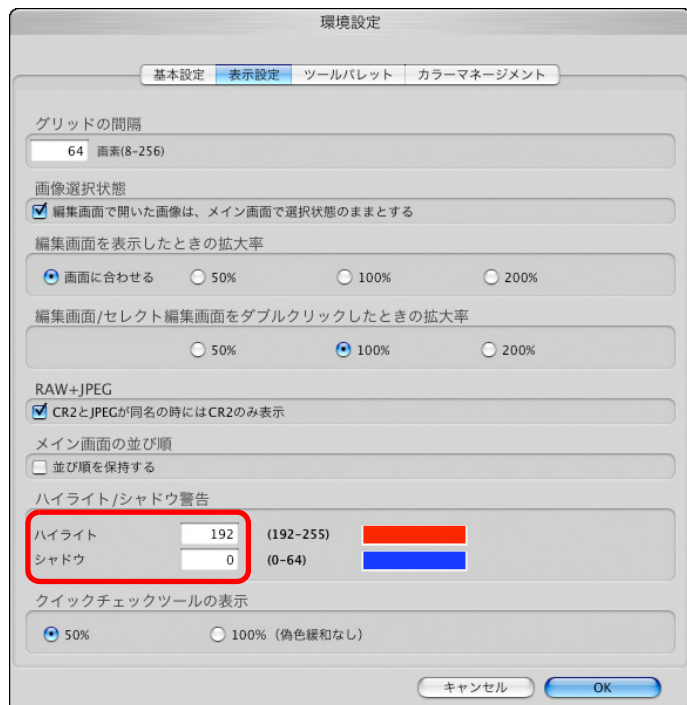 環境設定
基本設定 表示設定 ツールパレット カラーマネージメント
グリッドの間隔
64 画素(8-256)
画像選択状態
編集画面で開いた画像は、メイン画面で選択状態のままとする
編集画面を表示したときの拡大率
画面に合わせる 50% 100% 200%
編集画面/セレクト編集画面をダブルクリックしたときの拡大率
50% 100% 200%
RAW+JPEG
CR2とJPEGが同名の時にはCR2のみ表示
メイン画面の並び順
並び順を保持する
ハイライト/シャドウ警告
ハイライト 192 (192-255)
シャドウ 0 (0-64)
クイックチェックツールの表示
50% 100%（偽色緩和なし）
キャンセル OK